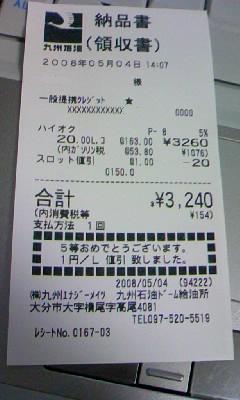 納品書
九州石油
(領収書)
2008年05月04日 14:07
様
一般提携クレジット ★
XXXXXXXXXXX 0000
ハイオク P-8 5%
20.00L.コ @163.00 ¥3260
(内ガソリン税 @53.80 ¥1076)
スロット値引 @1.00 -20
@150.0
合計 ¥3,240
(内消費税等 ¥154)
支払方法 1回
5等おめでとうございます。
1円/L 値引 致しました。
2008/05/04 (94222)
㈱九州エナジーメイツ 九州石油ドーム給油所
大分市大字横尾字高尾4081
TEL097-520-5519
レシートNo.0167-03